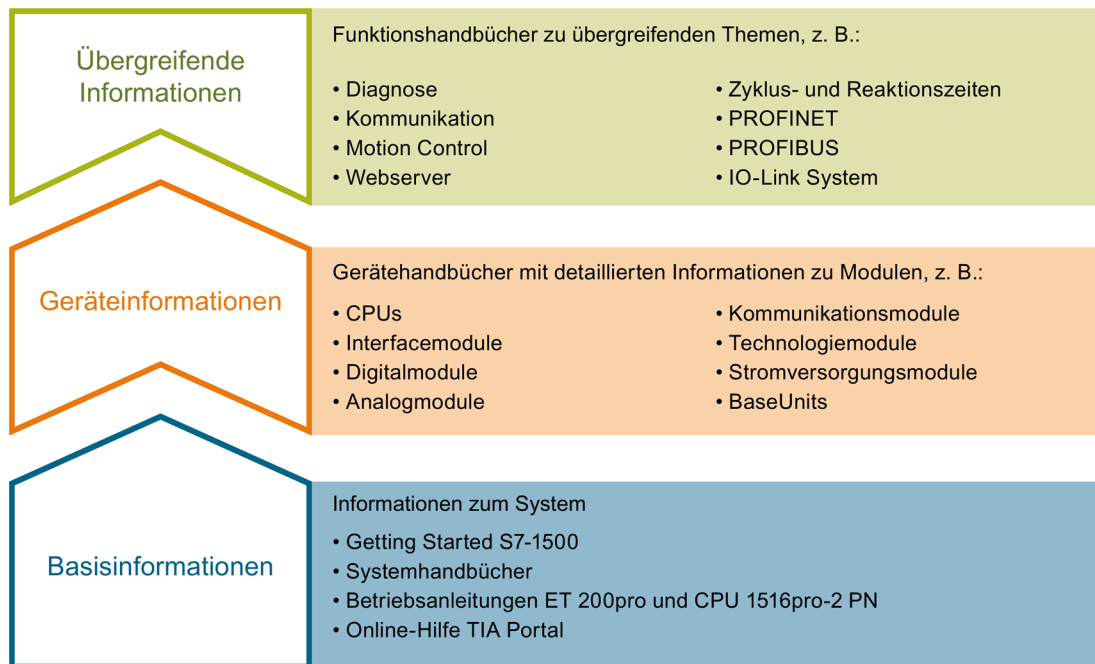 Übergreifende
Informationen
Funktionshandbücher zu übergreifenden Themen, z. B.:
• Diagnose
• Kommunikation
• Motion Control
• Webserver
• Zyklus- und Reaktionszeiten
• PROFINET
• PROFIBUS
• IO-Link System
Geräteinformationen
Gerätehandbücher mit detaillierten Informationen zu Modulen, z. B.:
• CPUs
• Interfacemodule
• Digitalmodule
• Analogmodule
• Kommunikationsmodule
• Technologiemodule
• Stromversorgungsmodule
• BaseUnits
Basisinformationen
Informationen zum System
• Getting Started S7-1500
• Systemhandbücher
• Betriebsanleitungen ET 200pro und CPU 1516pro-2 PN
• Online-Hilfe TIA Portal